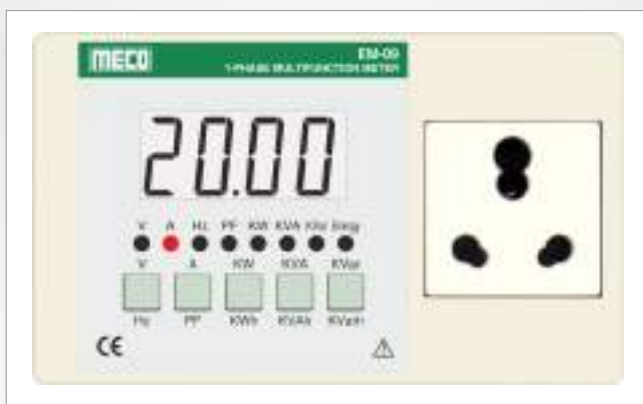 MECO
EM-09
1-PHASE MULTIFUNCTION METER
20.00
V A Hz PF KW KVA KVar Energy
V A KW KVA KVar
Hz PF KWh KVAh KVarh
CE